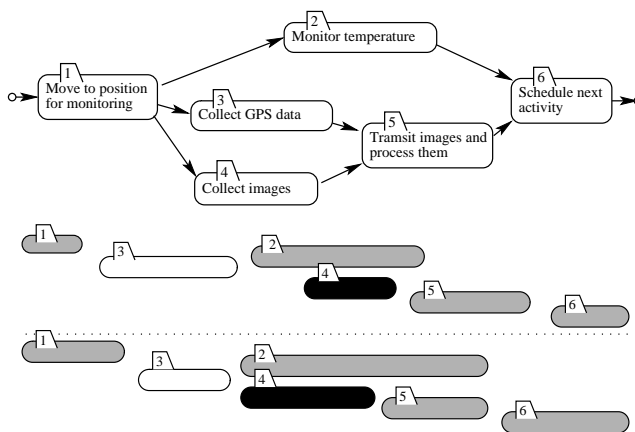 2
Monitor temperature
1
Move to position
for monitoring
6
Schedule next
activity
3
Collect GPS data
5
Transit images and
process them
4
Collect images
1
3
2
4
5
6
1
3
2
4
5
6